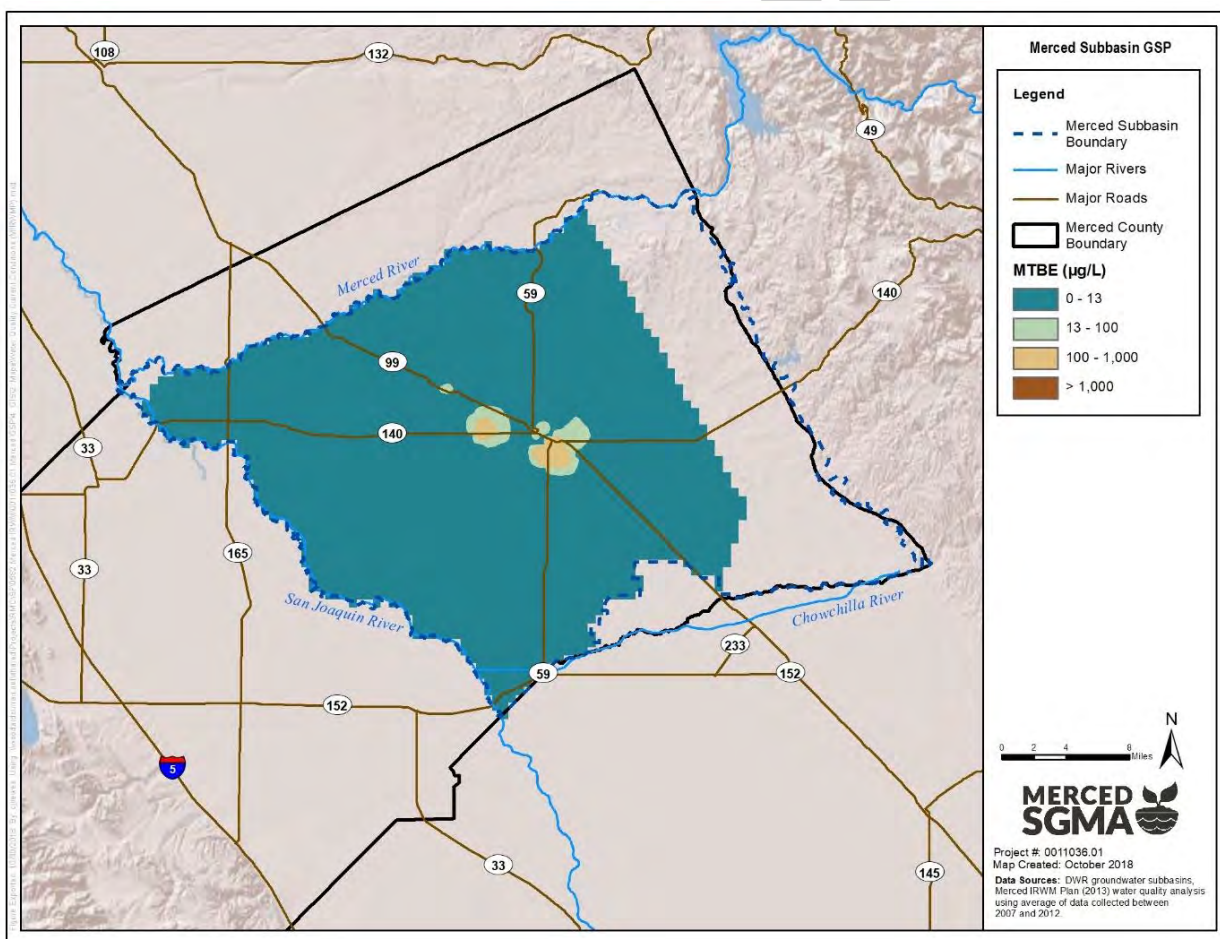 108
132
49
Merced River
59
140
99
140
33
165
33
San Joaquin River
Chowchilla River
233
59
152
152
5
33
145
Merced Subbasin GSP
Legend
Merced Subbasin
Boundary
Major Rivers
Major Roads
Merced County
Boundary
MTBE (µg/L)
0 - 13
13 - 100
100 - 1,000
> 1,000
N
0 2 4 8
Miles
MERCED
SGMA
Project #: 0011036.01
Map Created: October 2018
Data Sources: DWR groundwater subbasins,
Merced IRWM Plan (2013) water quality analysis
using average of data collected between
2007 and 2012.